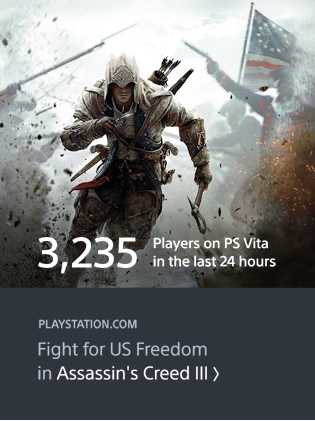 3,235 Players on PS Vita
in the last 24 hours
PLAYSTATION.COM
Fight for US Freedom
in Assassin's Creed III ⟩